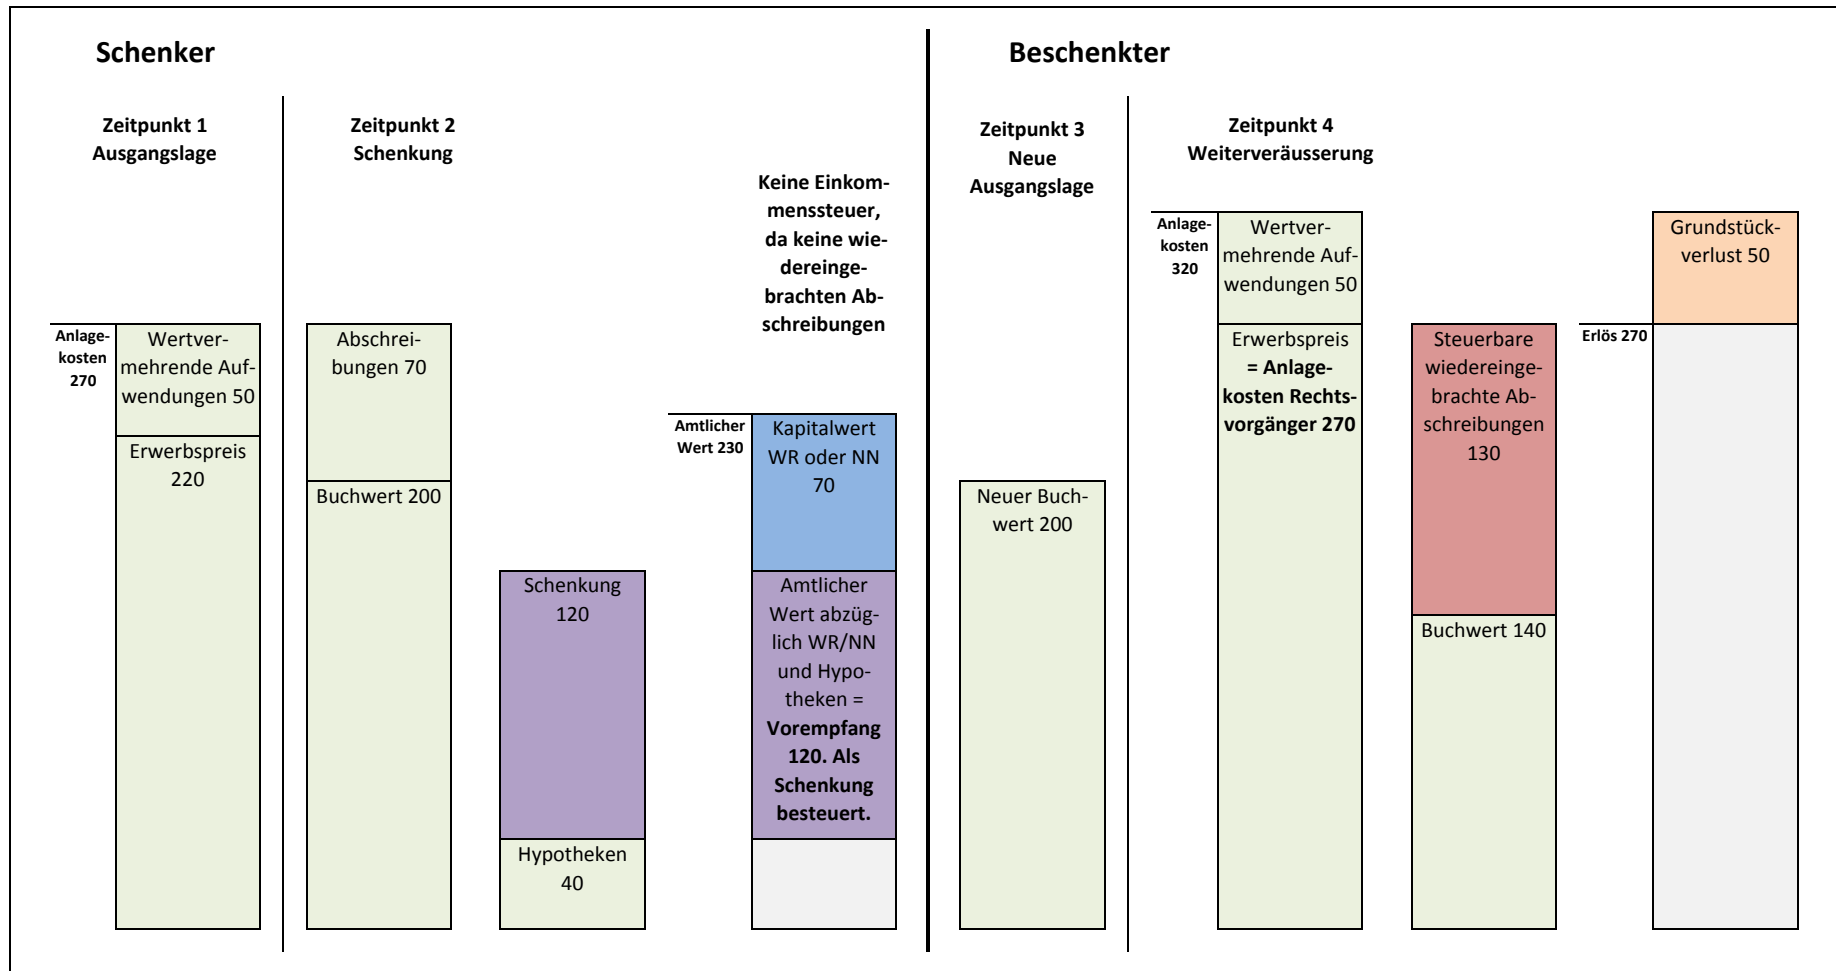 Schenker
Zeitpunkt 1
Ausgangslage
Anlage-
kosten
270
Wertver-
mehrende Auf-
wendungen 50
Erwerbspreis
220
Zeitpunkt 2
Schenkung
Abschrei-
bungen 70
Buchwert 200
Schenkung
120
Hypotheken
40
Keine Einkom-
menssteuer,
da keine wie-
dereinge-
brachten Ab-
schreibungen
Amtlicher
Wert 230
Kapitalwert
WR oder NN
70
Amtlicher
Wert abzüg-
lich WR/NN
und Hypo-
theken =
Vorempfang
120. Als
Schenkung
besteuert.
Beschenkter
Zeitpunkt 3
Neue
Ausgangslage
Neuer Buch-
wert 200
Zeitpunkt 4
Weiterveräusserung
Anlage-
kosten
320
Wertver-
mehrende Auf-
wendungen 50
Erwerbspreis
= Anlage-
kosten Rechts-
vorgänger 270
Steuerbare
wiedereinge-
brachte Ab-
schreibungen
130
Buchwert 140
Erlös 270
Grundstück-
verlust 50